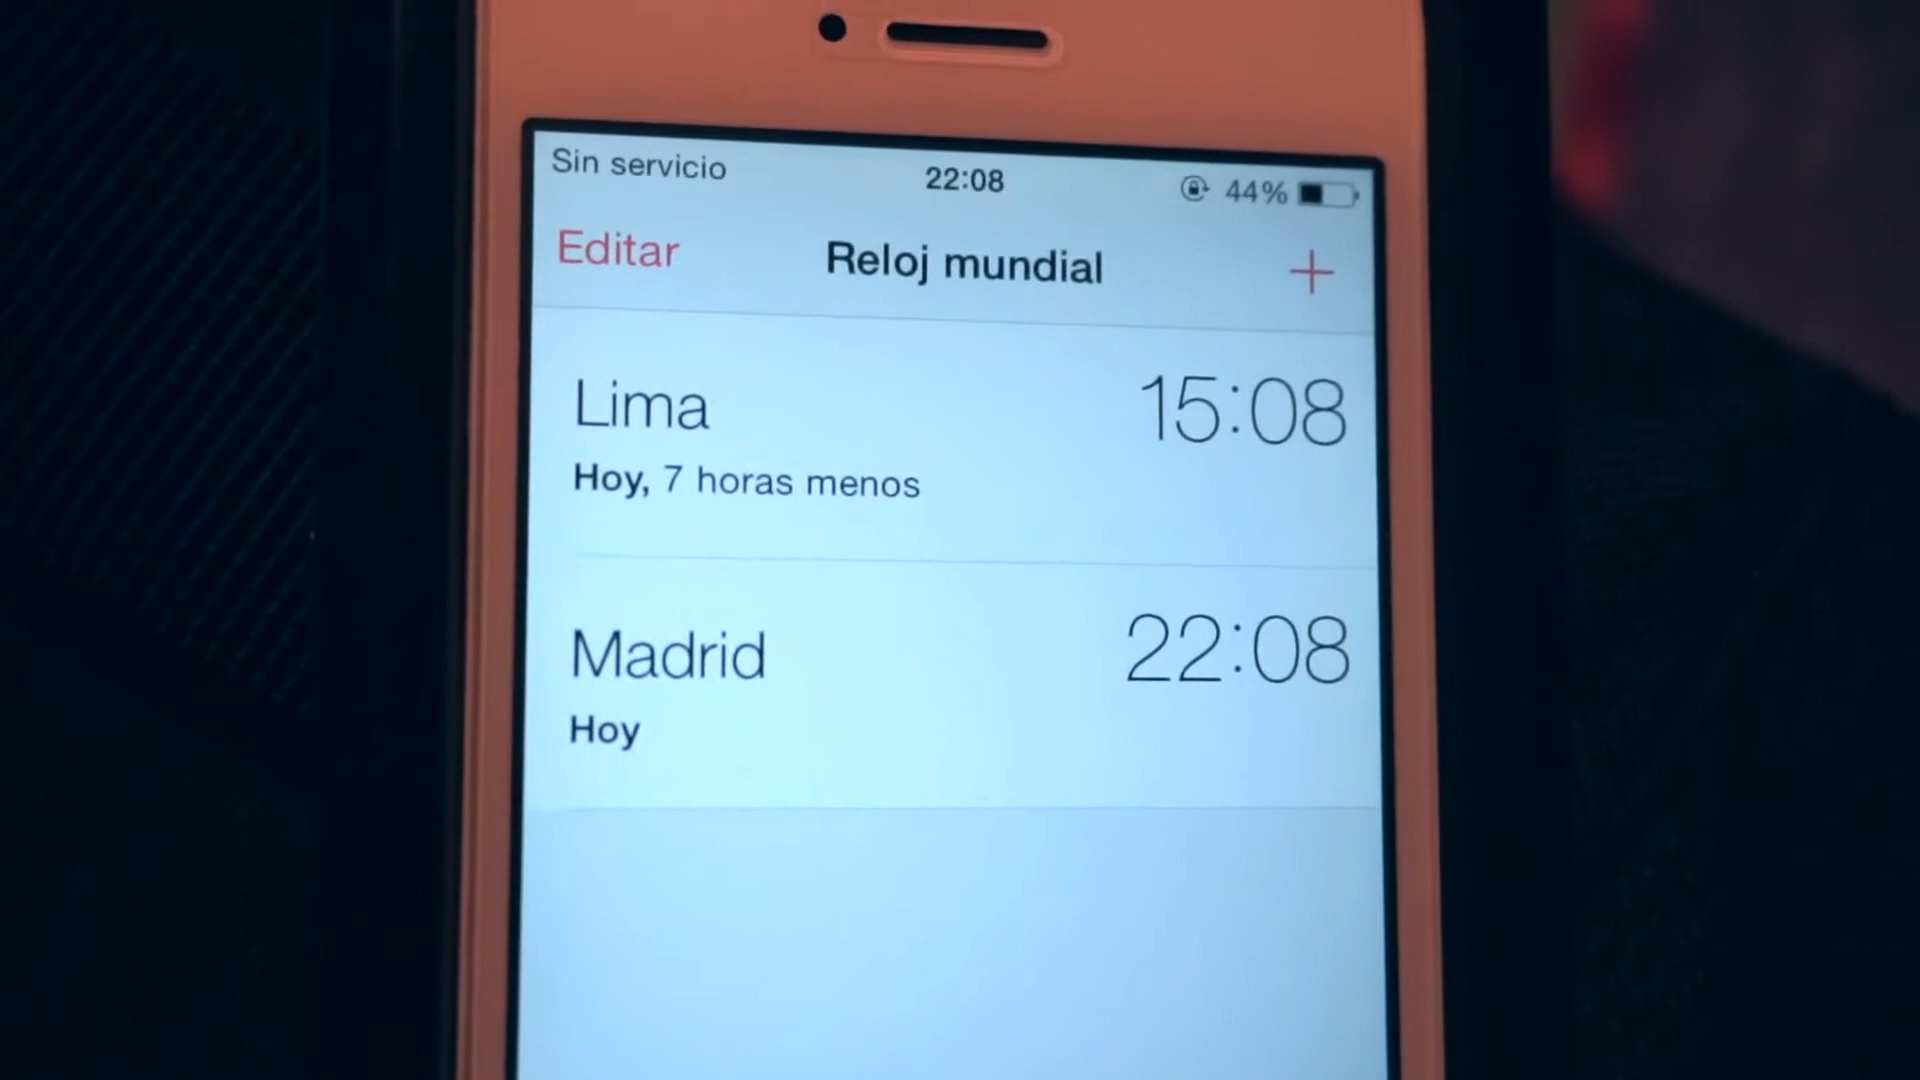 Sin servicio 22:08 44%
Editar Reloj mundial +
Lima 15:08
Hoy, 7 horas menos
Madrid 22:08
Hoy